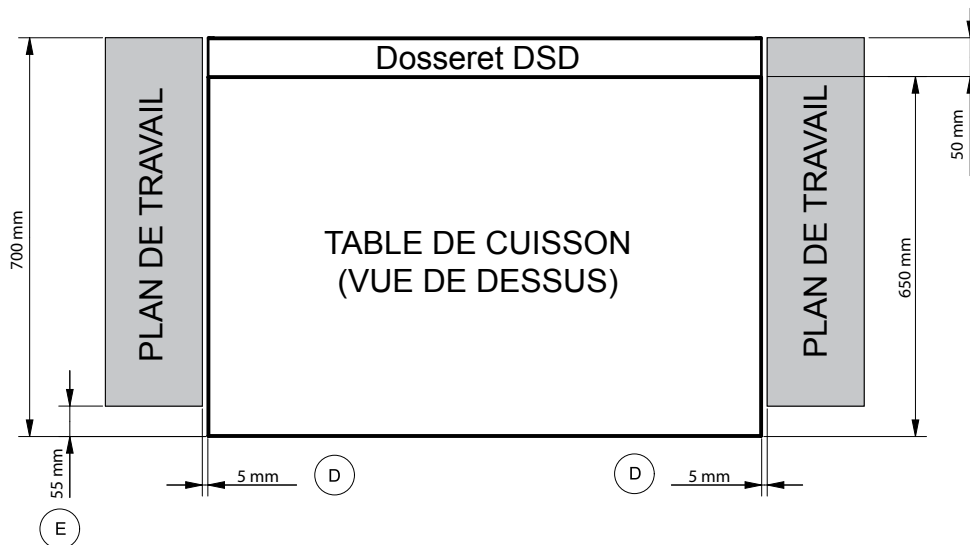 Dosseret DSD
50 mm
PLAN DE TRAVAIL
PLAN DE TRAVAIL
700 mm
TABLE DE CUISSON
(VUE DE DESSUS)
650 mm
55 mm
5 mm
D
D
5 mm
E